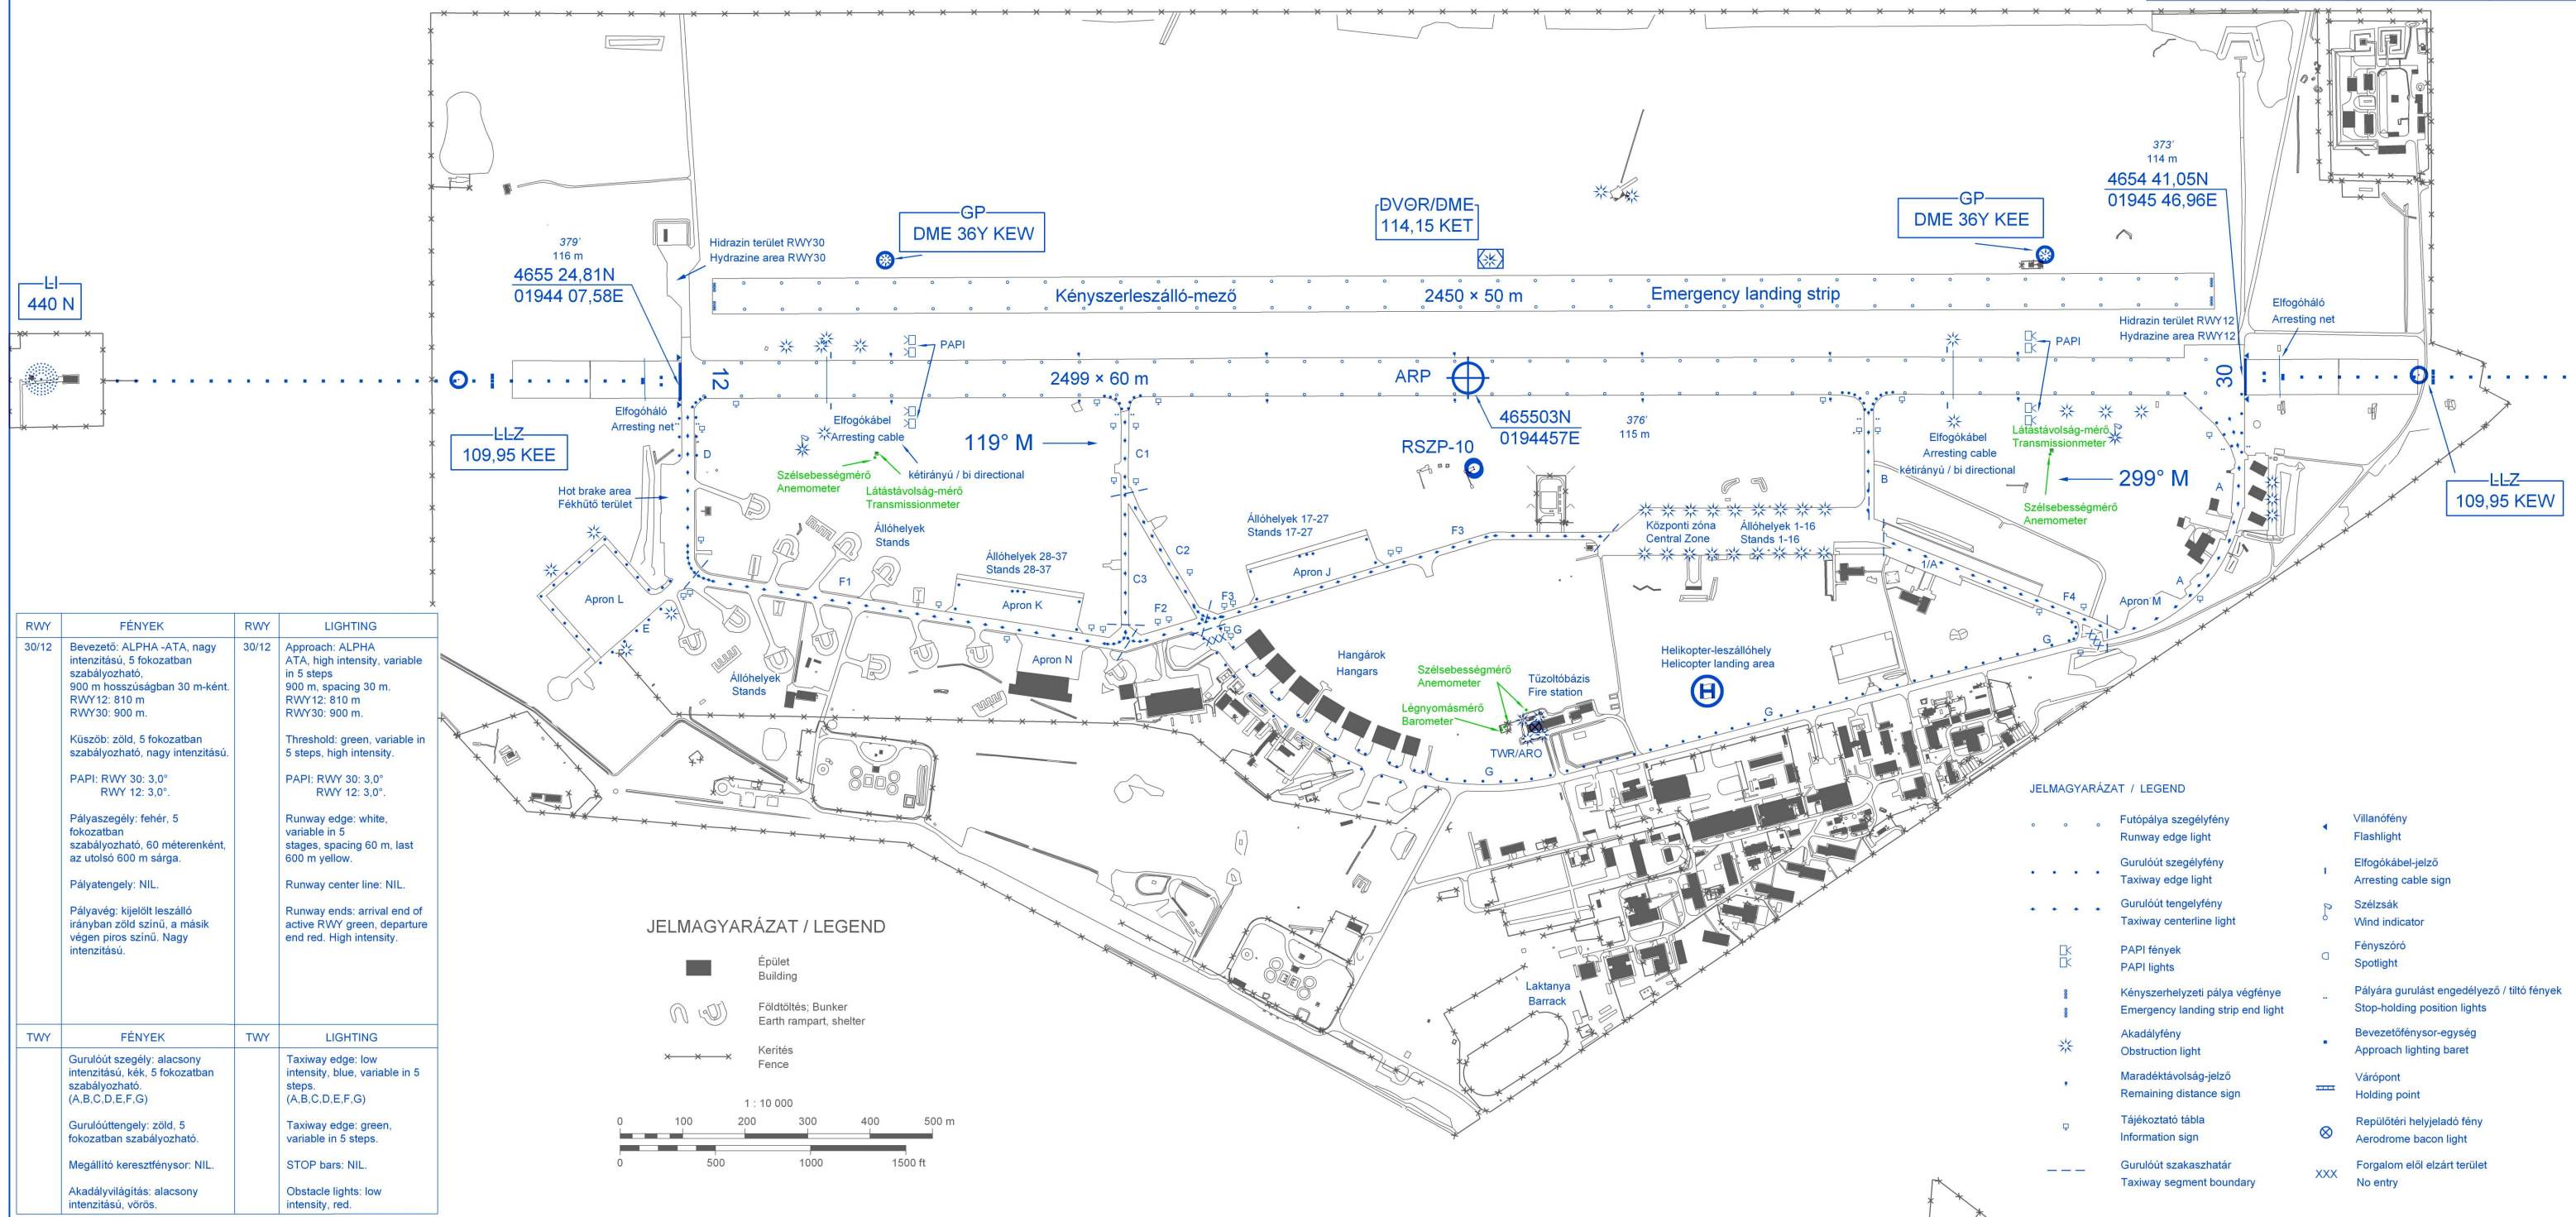 LI
440 N
379'
116 m
4655 24,81N
01944 07,58E
Hidrazin terület RWY30
Hydrazine area RWY30
GP
DME 36Y KEW
DVOR/DME
114,15 KET
GP
DME 36Y KEE
373'
114 m
4654 41,05N
01945 46,96E
Kényszerleszálló-mező
2450 × 50 m
Emergency landing strip
Elfogóháló
Arresting net
Hidrazin terület RWY12
Hydrazine area RWY12
PAPI
PAPI
12
2499 × 60 m
ARP
30
Elfogóháló
Arresting net
Elfogókábel
Arresting cable
kétirányú / bi directional
LLZ
109,95 KEE
119° M
465503N
0194457E
376'
115 m
RSZP-10
Elfogókábel
Arresting cable
kétirányú / bi directional
Látástávolság-mérő
Transmissionmeter
299° M
LLZ
109,95 KEW
Szélsebességmérő
Anemometer
Látástávolság-mérő
Transmissionmeter
Szélsebességmérő
Anemometer
D
C1
B
A
Hot brake area
Fékhűtő terület
Állóhelyek
Stands
Állóhelyek 28-37
Stands 28-37
Állóhelyek 17-27
Stands 17-27
F3
Központi zóna
Central Zone
Állóhelyek 1-16
Stands 1-16
C2
C3
F1
Apron J
1/A
A
Apron L
Apron K
F2
F3
F4
Apron M
E
G
XXX
G
XXX
Apron N
Állóhelyek
Stands
Hangárok
Hangars
Helikopter-leszállóhely
Helicopter landing area
H
Szélsebességmérő
Anemometer
Tűzoltóbázis
Fire station
Légnyomásmérő
Barometer
TWR/ARO
G
G
Laktanya
Barrack
RWY
FÉNYEK
RWY
LIGHTING
30/12
Bevezető: ALPHA -ATA, nagy
intenzitású, 5 fokozatban
szabályozható,
900 m hosszúságban 30 m-ként.
RWY12: 810 m
RWY30: 900 m.
Küszöb: zöld, 5 fokozatban
szabályozható, nagy intenzitású.
PAPI: RWY 30: 3,0°
RWY 12: 3,0°.
Pályaszegély: fehér, 5
fokozatban
szabályozható, 60 méterenként,
az utolsó 600 m sárga.
Pályatengely: NIL.
Pályavég: kijelölt leszálló
irányban zöld színű, a másik
végen piros színű. Nagy
intenzitású.
30/12
Approach: ALPHA
ATA, high intensity, variable
in 5 steps
900 m, spacing 30 m.
RWY12: 810 m
RWY30: 900 m.
Threshold: green, variable in
5 steps, high intensity.
PAPI: RWY 30: 3,0°
RWY 12: 3,0°.
Runway edge: white,
variable in 5
stages, spacing 60 m, last
600 m yellow.
Runway center line: NIL.
Runway ends: arrival end of
active RWY green, departure
end red. High intensity.
TWY
FÉNYEK
TWY
LIGHTING
Gurulóút szegély: alacsony
intenzitású, kék, 5 fokozatban
szabályozható.
(A,B,C,D,E,F,G)
Gurulóúttengely: zöld, 5
fokozatban szabályozható.
Megállító keresztfénysor: NIL.
Akadályvilágítás: alacsony
intenzitású, vörös.
Taxiway edge: low
intensity, blue, variable in 5
steps.
(A,B,C,D,E,F,G)
Taxiway edge: green,
variable in 5 steps.
STOP bars: NIL.
Obstacle lights: low
intensity, red.
JELMAGYARÁZAT / LEGEND
Épület
Building
Földtöltés; Bunker
Earth rampart, shelter
Kerítés
Fence
1 : 10 000
0 100 200 300 400 500 m
0 500 1000 1500 ft
JELMAGYARÁZAT / LEGEND
Futópálya szegélyfény
Runway edge light
Gurulóút szegélyfény
Taxiway edge light
Gurulóút tengelyfény
Taxiway centerline light
PAPI fények
PAPI lights
Kényszerhelyzeti pálya végfénye
Emergency landing strip end light
Akadályfény
Obstruction light
Maradéktávolság-jelző
Remaining distance sign
Tájékoztató tábla
Information sign
Gurulóút szakaszhatár
Taxiway segment boundary
Villanófény
Flashlight
Elfogókábel-jelző
Arresting cable sign
Szélzsák
Wind indicator
Fényszóró
Spotlight
Pályára gurulást engedélyező / tiltó fények
Stop-holding position lights
Bevezetőfénysor-egység
Approach lighting baret
Várópont
Holding point
Repülőtéri helyjeladó fény
Aerodrome bacon light
XXX
Forgalom elől elzárt terület
No entry